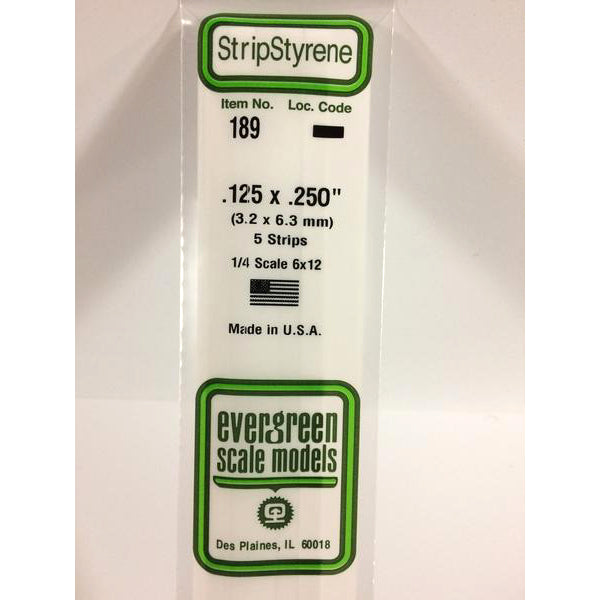 StripStyrene
Item No. Loc. Code
189
.125 x .250"
(3.2 x 6.3 mm)
5 Strips
1/4 Scale 6x12
Made in U.S.A.
evergreen
scale models
Des Plaines, IL 60018